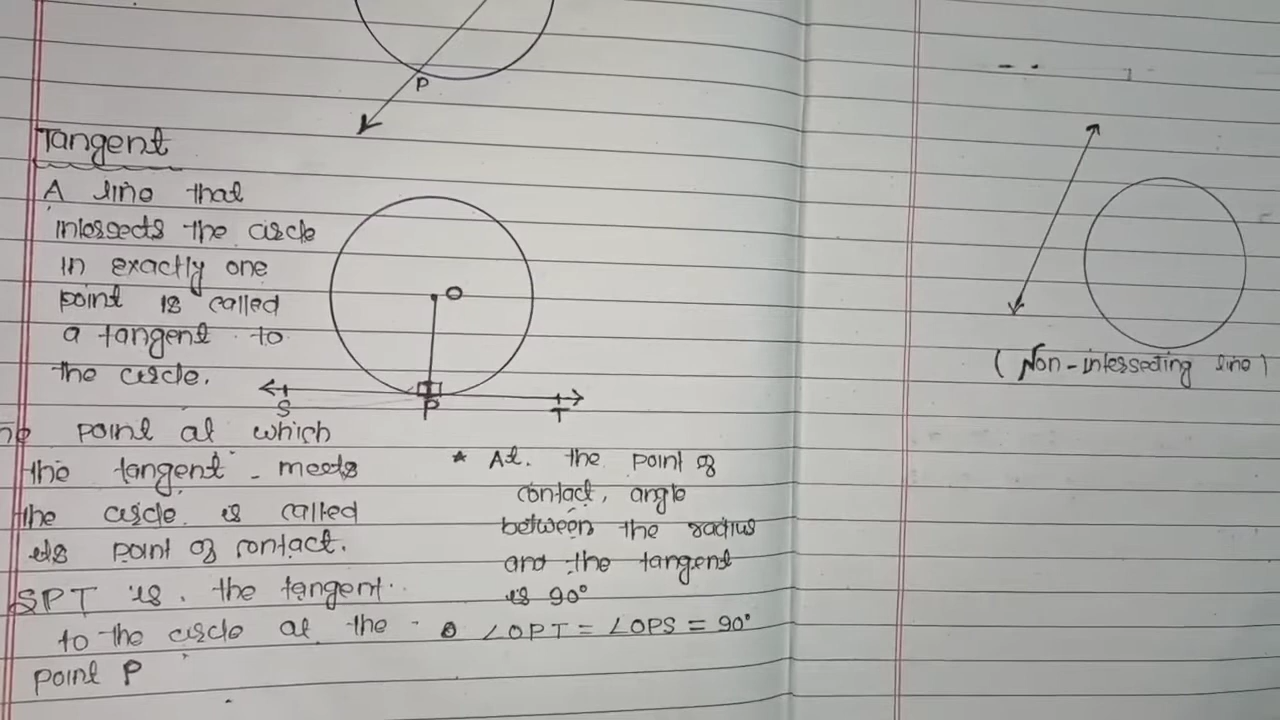 P
Tangent
A line that
intersects the circle
in exactly one
point is called
a tangent to
the circle.
O
S
P
T
point at which
the tangent meets
the circle is called
its point of contact.
SPT is the tangent
to the circle at the
point P
* At the point of
contact, angle
between the radius
and the tangent
is 90°
∠OPT = ∠OPS = 90°
(Non-intersecting line)